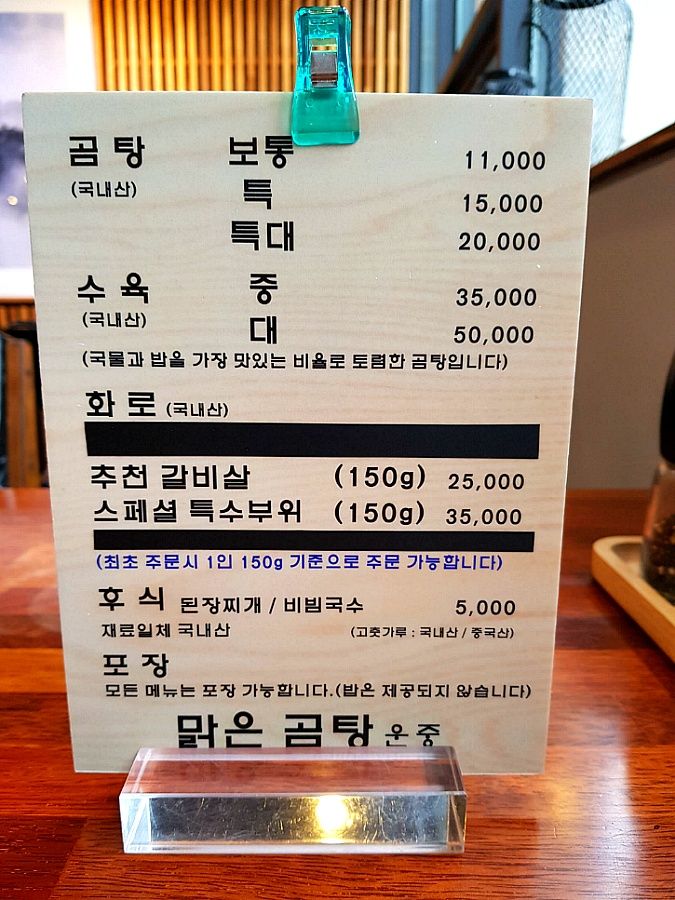 곰탕 보통 11,000
(국내산) 특 15,000
특대 20,000
수육 중 35,000
(국내산) 대 50,000
(국물과 밥을 가장 맛있는 비율로 토렴한 곰탕입니다)
화로 (국내산)
추천 갈비살 (150g) 25,000
스페셜 특수부위 (150g) 35,000
(최초 주문시 1인 150g 기준으로 주문 가능합니다)
후식 된장찌개 / 비빔국수 5,000
재료일체 국내산 (고춧가루 : 국내산 / 중국산)
포장
모든 메뉴는 포장 가능합니다.(밥은 제공되지 않습니다)
맑은 곰탕 운중